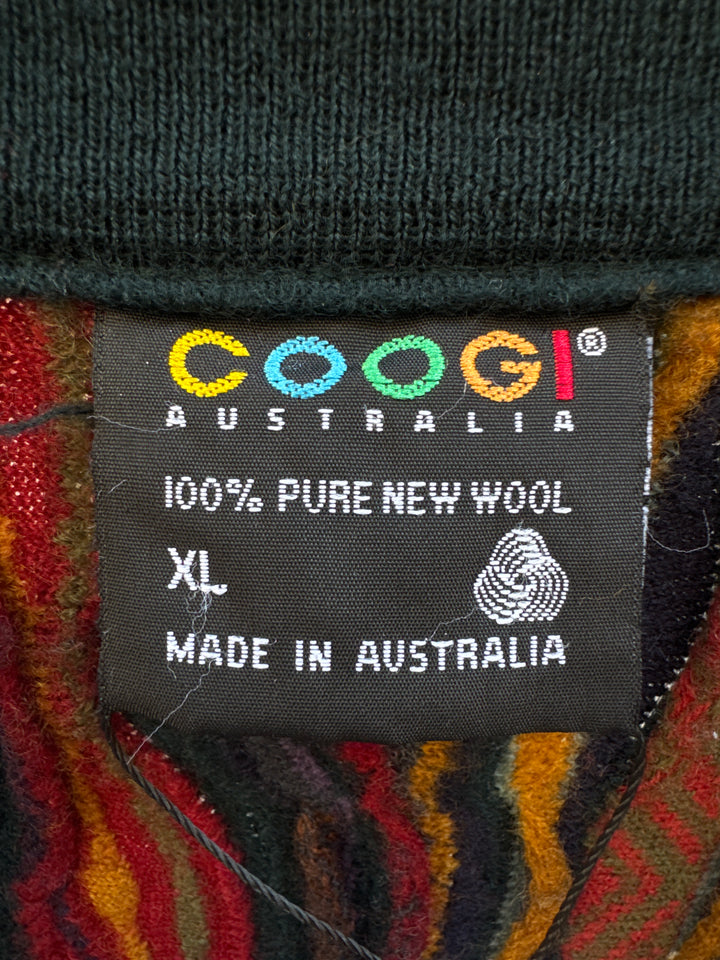 COOGI®
AUSTRALIA
100% PURE NEW WOOL
XL
MADE IN AUSTRALIA